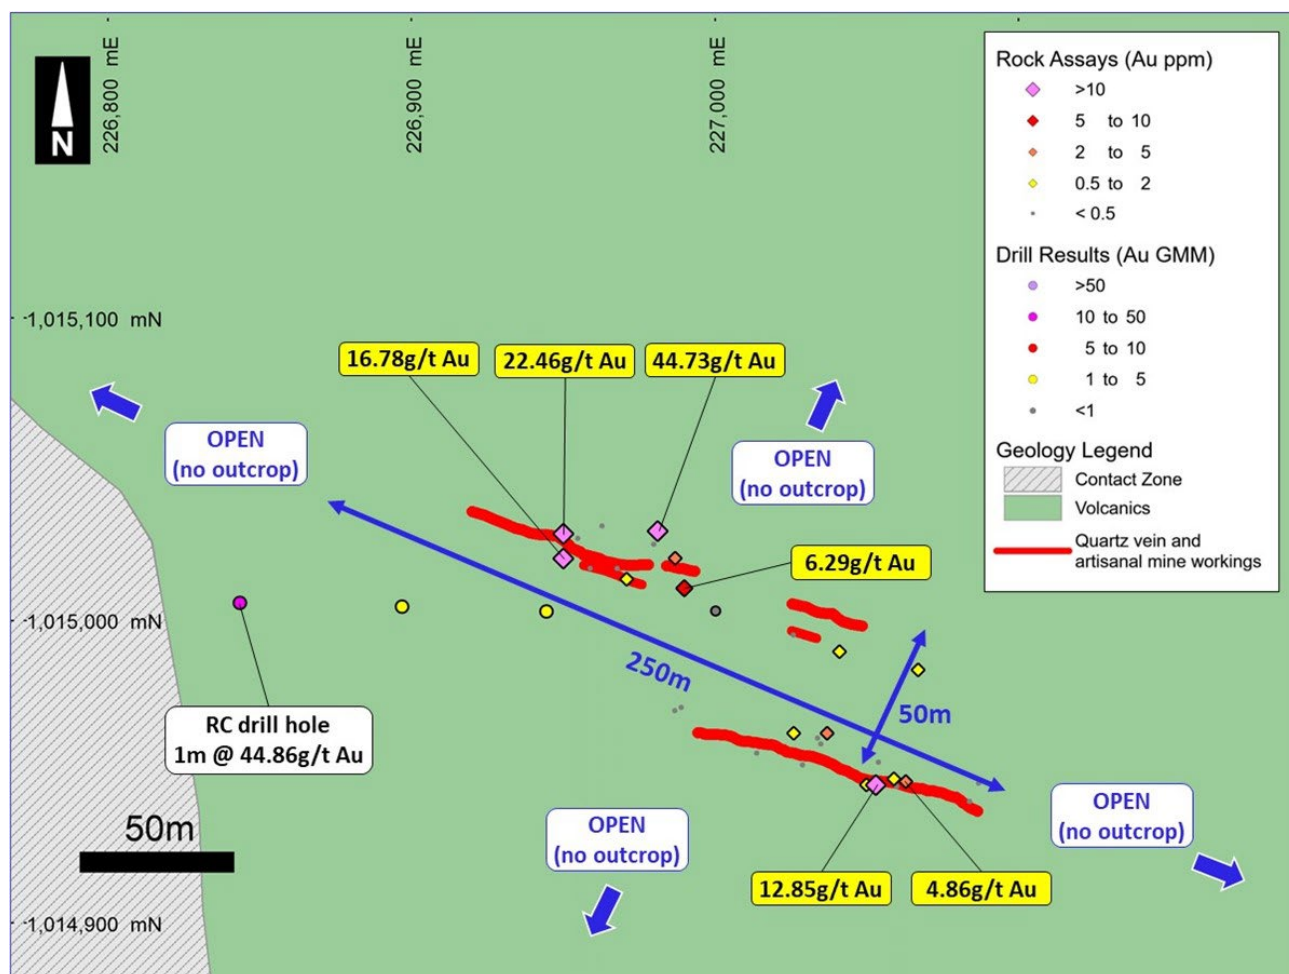 226,800 mE
226,900 mE
227,000 mE
N
Rock Assays (Au ppm)
>10
5 to 10
2 to 5
0.5 to 2
< 0.5
Drill Results (Au GMM)
>50
10 to 50
5 to 10
1 to 5
<1
Geology Legend
Contact Zone
Volcanics
Quartz vein and
artisanal mine workings
1,015,100 mN
16.78g/t Au
22.46g/t Au
44.73g/t Au
OPEN
(no outcrop)
OPEN
(no outcrop)
6.29g/t Au
1,015,000 mN
250m
50m
RC drill hole
1m @ 44.86g/t Au
50m
OPEN
(no outcrop)
OPEN
(no outcrop)
12.85g/t Au
4.86g/t Au
1,014,900 mN